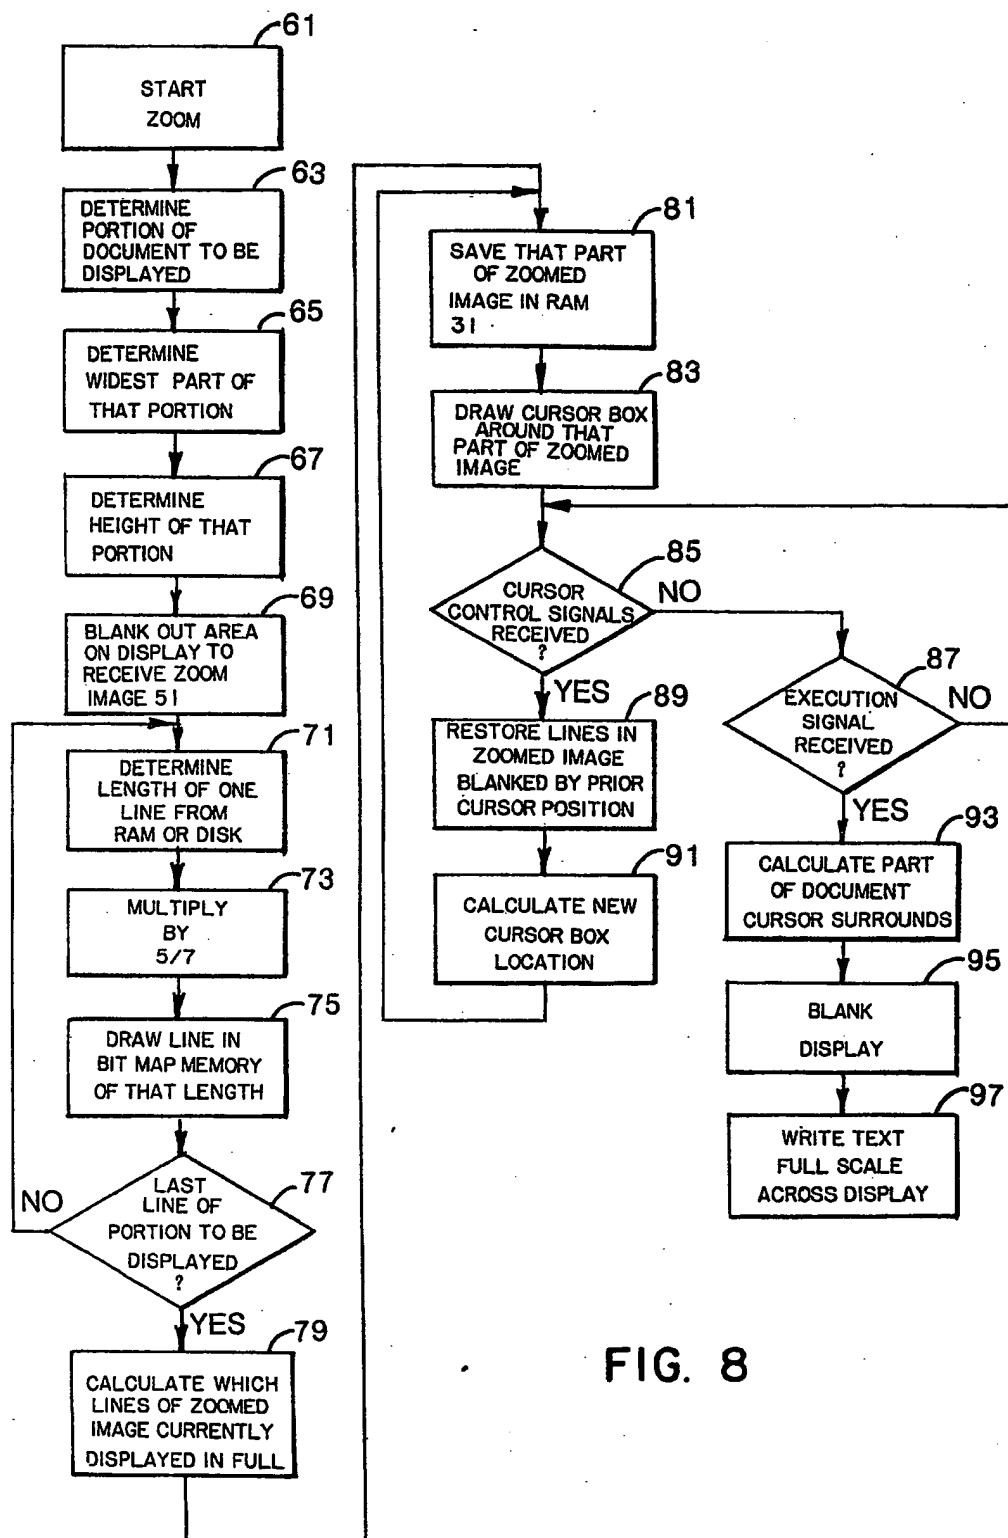 61
START
ZOOM
63
DETERMINE
PORTION OF
DOCUMENT TO BE
DISPLAYED
65
DETERMINE
WIDEST PART OF
THAT PORTION
67
DETERMINE
HEIGHT OF THAT
PORTION
69
BLANK OUT AREA
ON DISPLAY TO
RECEIVE ZOOM
IMAGE 51
71
DETERMINE
LENGTH OF ONE
LINE FROM
RAM OR DISK
73
MULTIPLY
BY
5/7
75
DRAW LINE IN
BIT MAP MEMORY
OF THAT LENGTH
77
LAST
LINE OF
PORTION TO BE
DISPLAYED
?
NO
YES
79
CALCULATE WHICH
LINES OF ZOOMED
IMAGE CURRENTLY
DISPLAYED IN FULL
81
SAVE THAT PART
OF ZOOMED
IMAGE IN RAM
31
83
DRAW CURSOR BOX
AROUND THAT
PART OF ZOOMED
IMAGE
85
CURSOR
CONTROL SIGNALS
RECEIVED
?
NO
YES
87
EXECUTION
SIGNAL
RECEIVED
?
NO
YES
89
RESTORE LINES IN
ZOOMED IMAGE
BLANKED BY PRIOR
CURSOR POSITION
91
CALCULATE NEW
CURSOR BOX
LOCATION
93
CALCULATE PART
OF DOCUMENT
CURSOR SURROUNDS
95
BLANK
DISPLAY
97
WRITE TEXT
FULL SCALE
ACROSS DISPLAY
FIG. 8